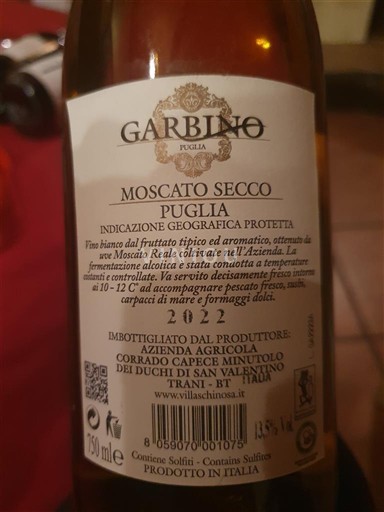 GARBINO
PUGLIA
MOSCATO SECCO
PUGLIA
INDICAZIONE GEOGRAFICA PROTETTA
Vino bianco dal fruttato tipico ed aromatico, ottenuto da
uve Moscato Reale coltivate nell'Azienda. La
fermentazione alcolica è stata condotta a temperature
costanti e controllate. Va servito decisamente fresco intorno
ai 10 - 12 C° ad accompagnare pescato fresco, sushi,
carpacci di mare e formaggi dolci.
2022
IMBOTTIGLIATO DAL PRODUTTORE:
AZIENDA AGRICOLA
CORRADO CAPECE MINUTOLO
DEI DUCHI DI SAN VALENTINO
TRANI - BT
ITALIA
www.villaschinosa.it
750 ml e
13,5% Vol.
8 059070 001075
Contiene Solfiti - Contains Sulfites
PRODOTTO IN ITALIA